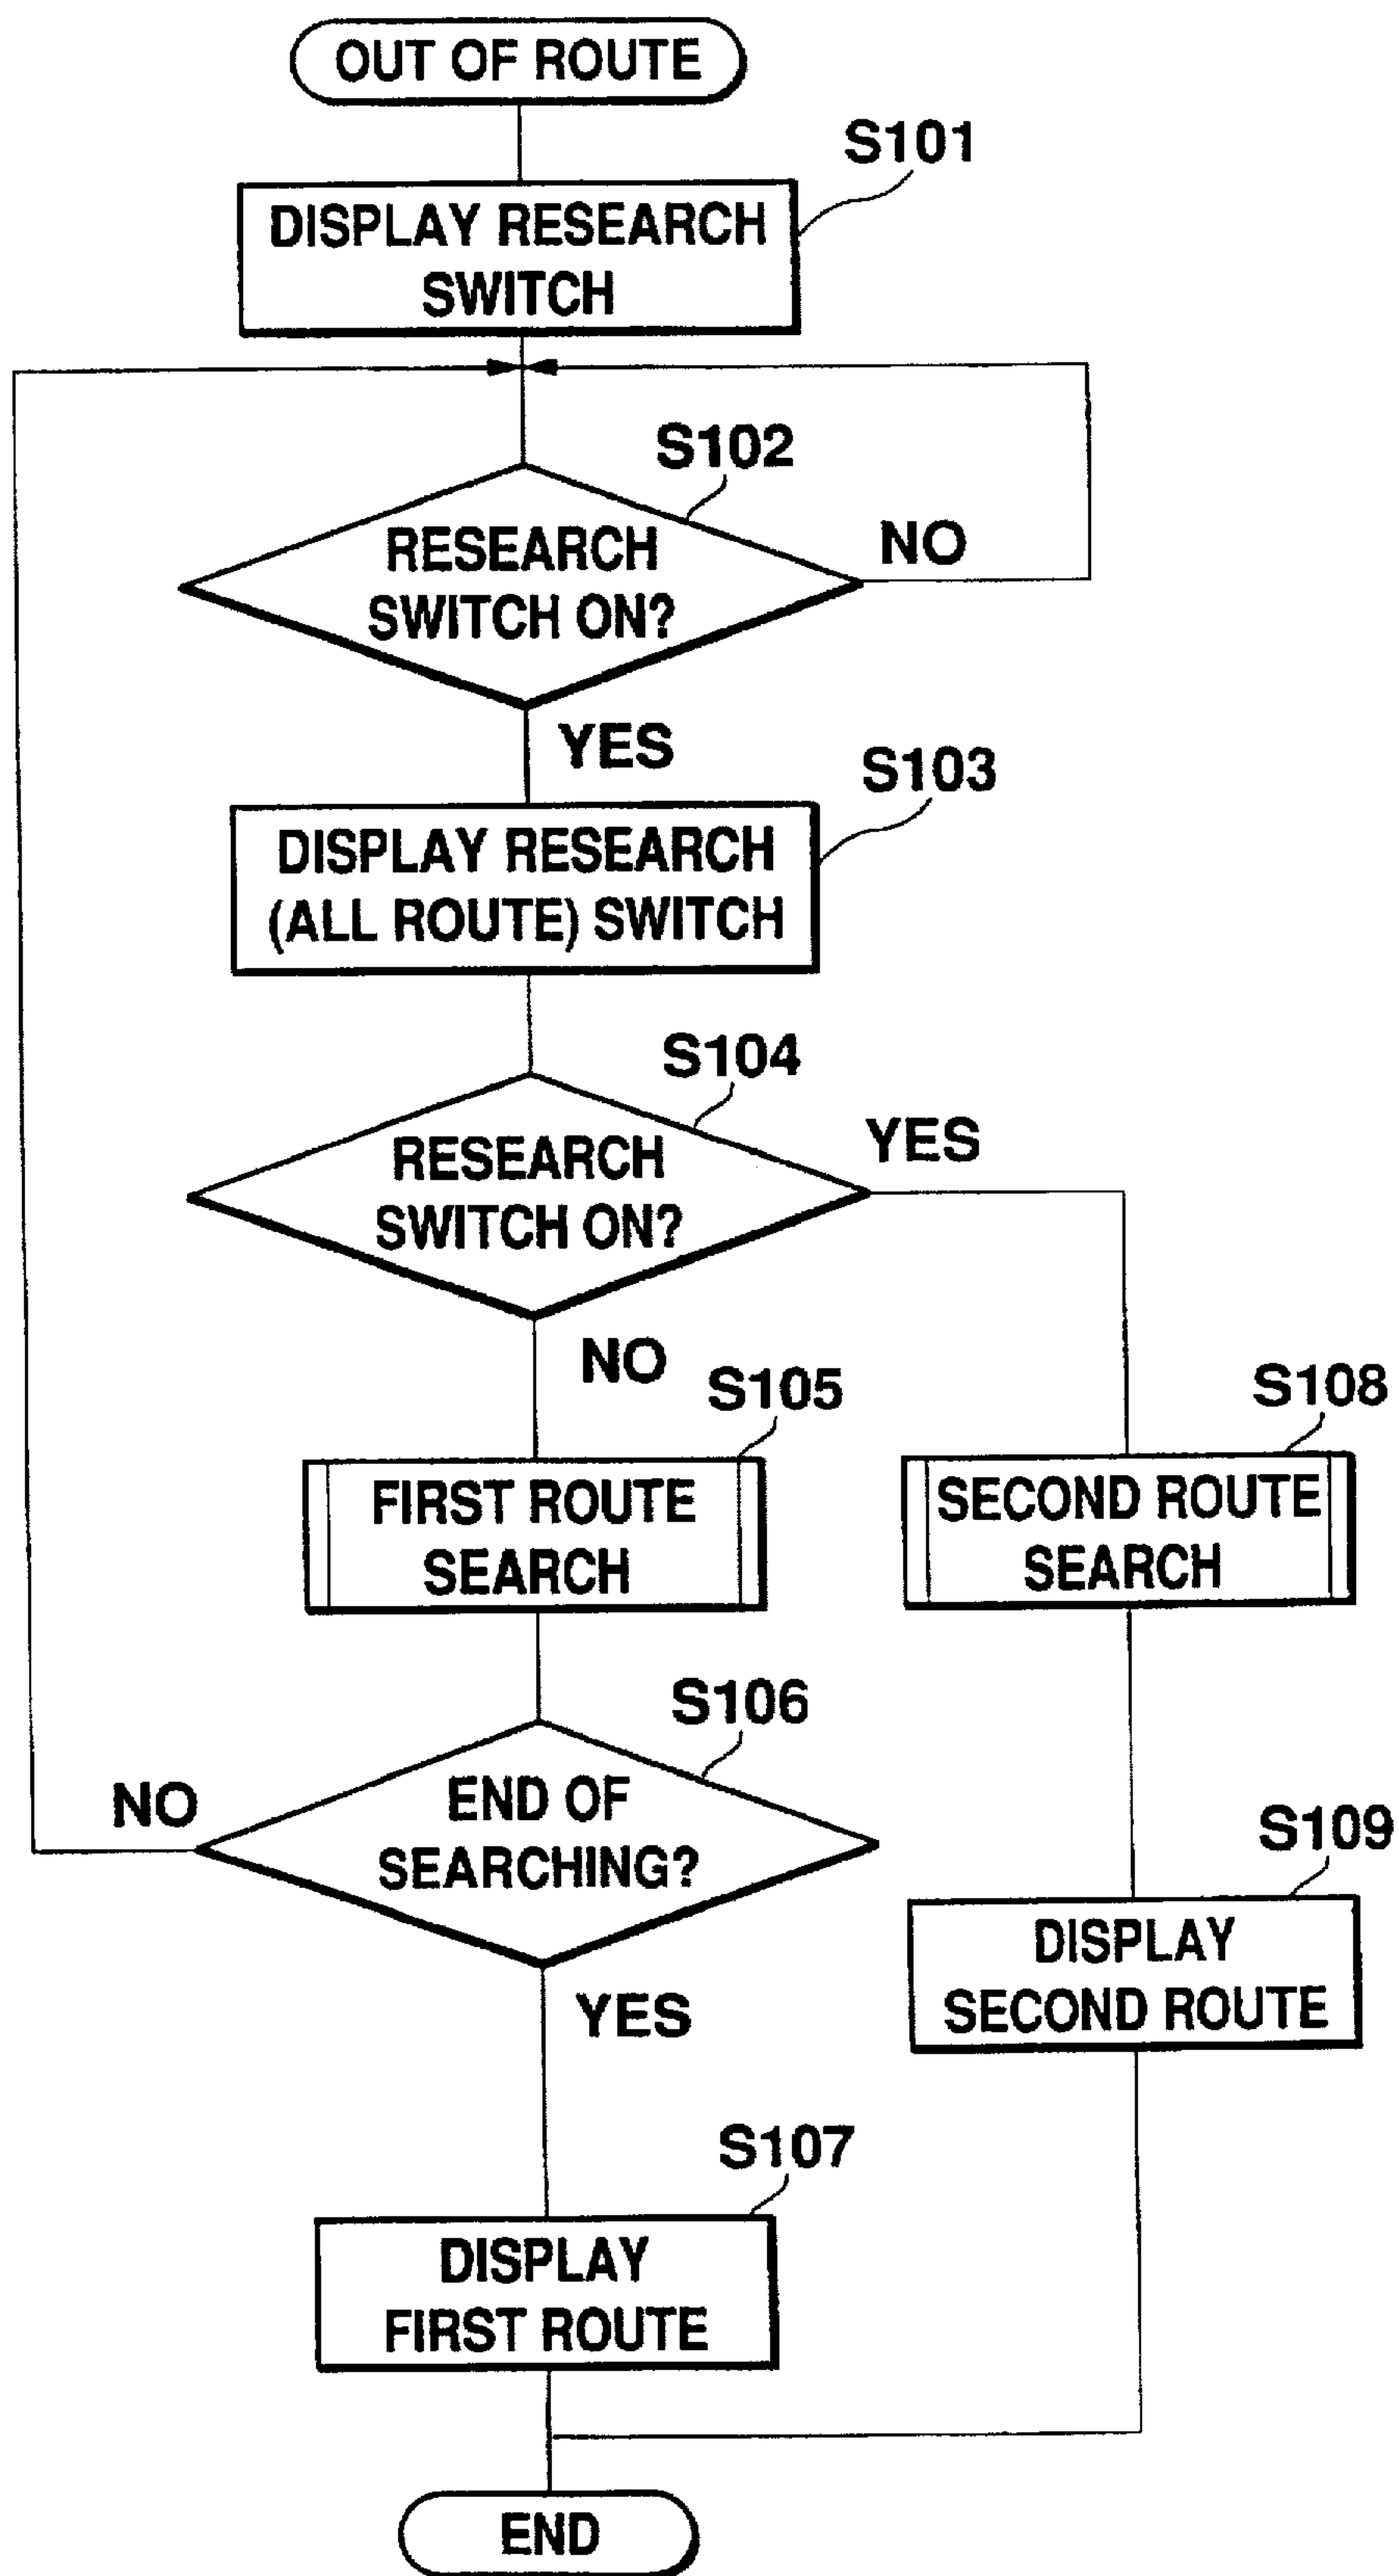 OUT OF ROUTE
S101
DISPLAY RESEARCH
SWITCH
S102
RESEARCH
SWITCH ON?
NO
YES
S103
DISPLAY RESEARCH
(ALL ROUTE) SWITCH
S104
RESEARCH
SWITCH ON?
YES
NO
S105
FIRST ROUTE
SEARCH
S108
SECOND ROUTE
SEARCH
S106
END OF
SEARCHING?
NO
YES
S109
DISPLAY
SECOND ROUTE
S107
DISPLAY
FIRST ROUTE
END